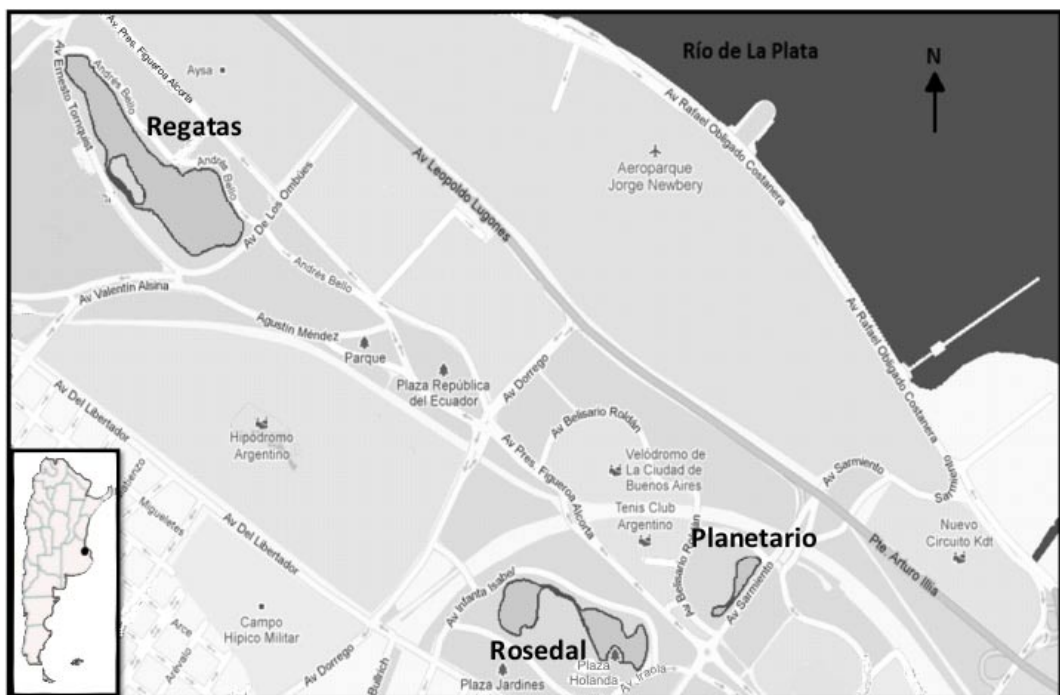 Río de La Plata
N
Av. Pres. Figueroa Alcorta
Av Ernesto Tornquist
Andrés Bello
Aysa
Regatas
Andrés Bello
Av De Los Ombúes
Av Leopoldo Lugones
Av Rafael Obligado Costanera
Aeroparque
Jorge Newbery
Andrés Bello
Av Valentín Alsina
Agustín Méndez
Parque
Plaza República
del Ecuador
Av Dorrego
Av Rafael Obligado Costanera
Av Del Libertador
Hipódromo
Argentino
Av Belisario Roldán
Velódromo de
La Ciudad de
Buenos Aires
Av Sarmiento
Sarmiento
Av Pres. Figueroa Alcorta
Tenis Club
Argentino
Planetario
Nuevo
Circuito Kdt
Migueletes
Av Del Libertador
Av Belisario Roldán
Av Sarmiento
Pte. Arturo Illia
Av Infanta Isabel
Arce
Arévalo
Campo
Hípico Militar
Av Dorrego
Bullrich
Rosedal
Plaza Jardines
Plaza
Holanda
Av. Iraola